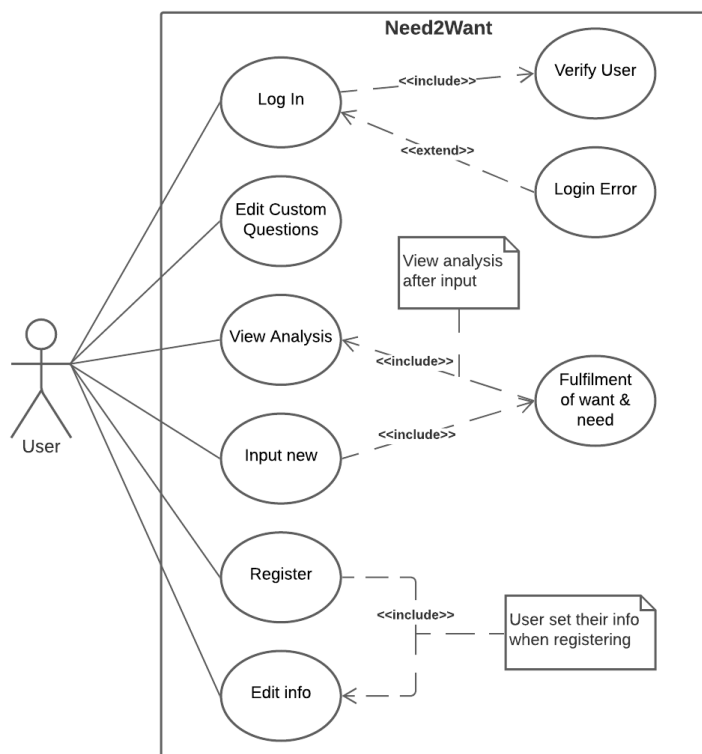 Need2Want
Log In
<<include>>
Verify User
<<extend>>
Login Error
Edit Custom
Questions
View analysis
after input
View Analysis
<<include>>
Fulfilment
of want &
need
<<include>>
Input new
User
Register
<<include>>
User set their info
when registering
Edit info